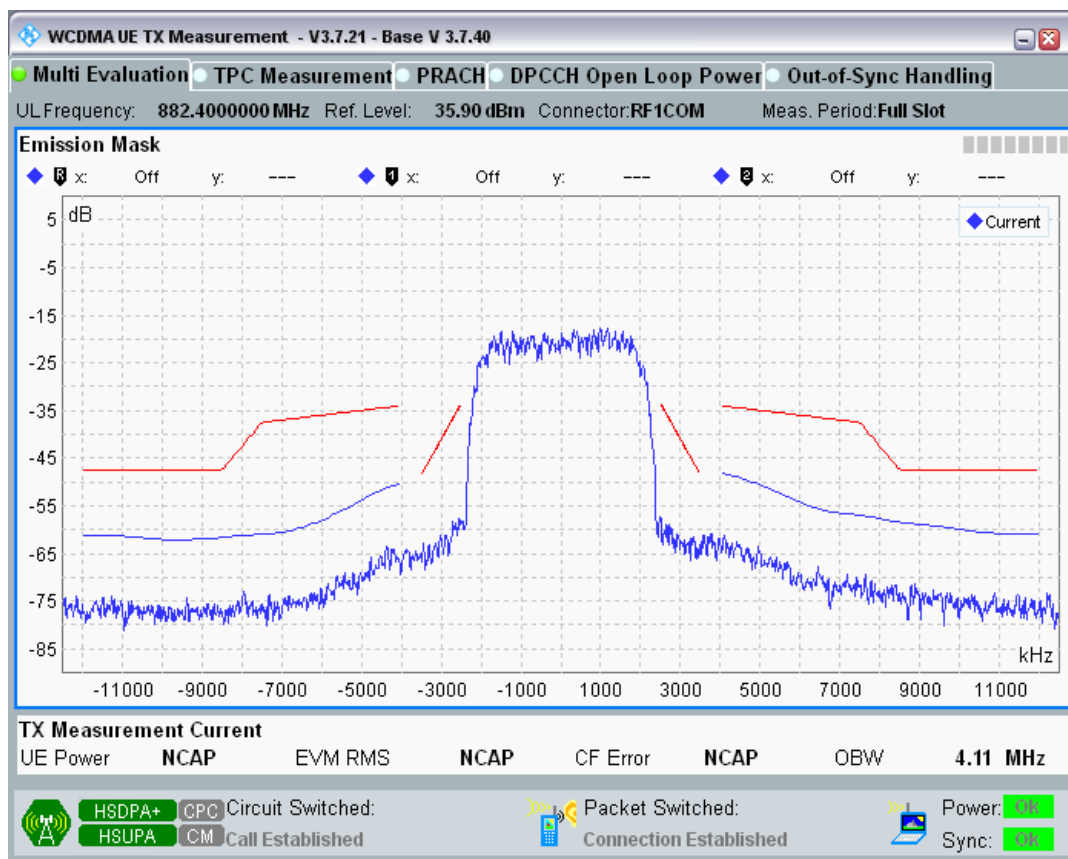 WCDMA UE TX Measurement - V3.7.21 - Base V 3.7.40
Multi Evaluation TPC Measurement PRACH DPCCH Open Loop Power Out-of-Sync Handling
UL Frequency: 882.4000000 MHz Ref. Level: 35.90 dBm Connector:RF1COM Meas. Period:Full Slot
Emission Mask
R x: Off y: --- 1 x: Off y: --- 2 x: Off y: ---
dB
Current
5
-5
-15
-25
-35
-45
-55
-65
-75
-85
kHz
-11000 -9000 -7000 -5000 -3000 -1000 1000 3000 5000 7000 9000 11000
TX Measurement Current
UE Power NCAP EVM RMS NCAP CF Error NCAP OBW 4.11 MHz
HSDPA+ CPC Circuit Switched: Packet Switched: Power: Ok
HSUPA CM Call Established Connection Established Sync: Ok